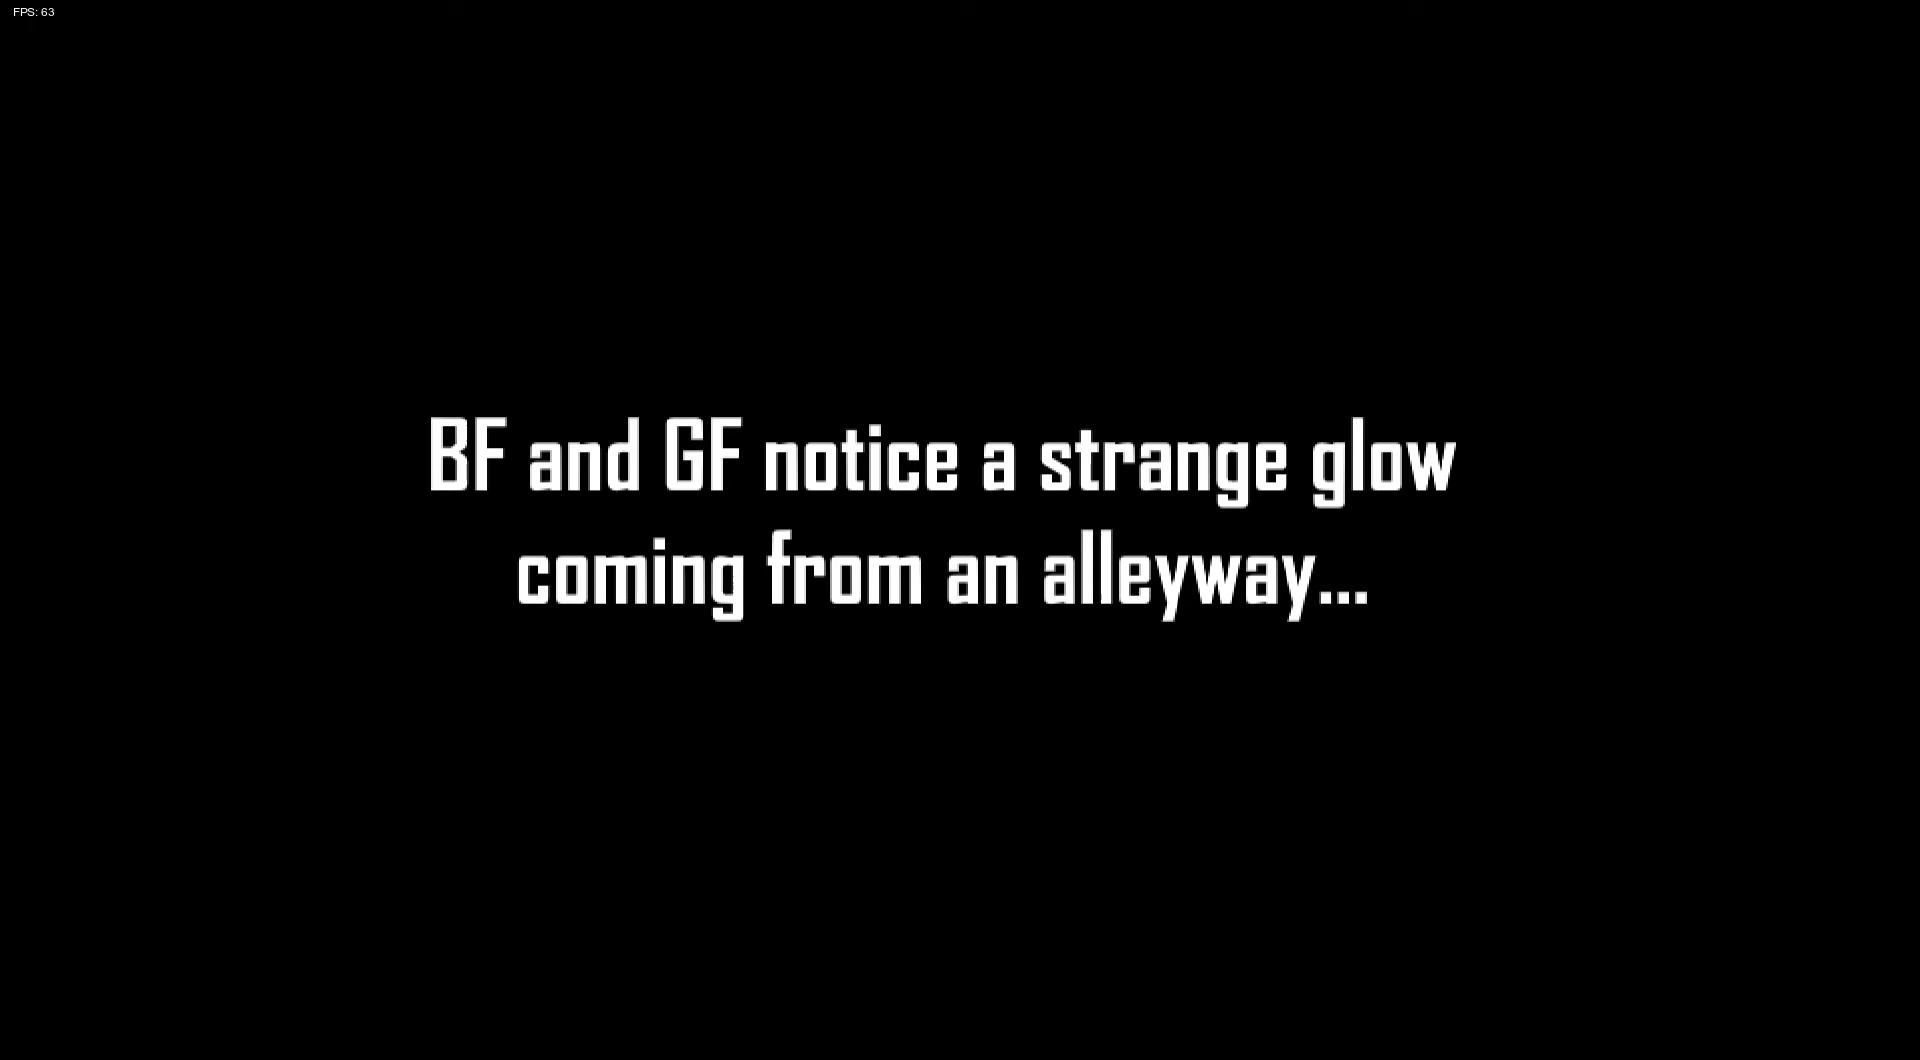 FPS: 63
BF and GF notice a strange glow
coming from an alleyway...